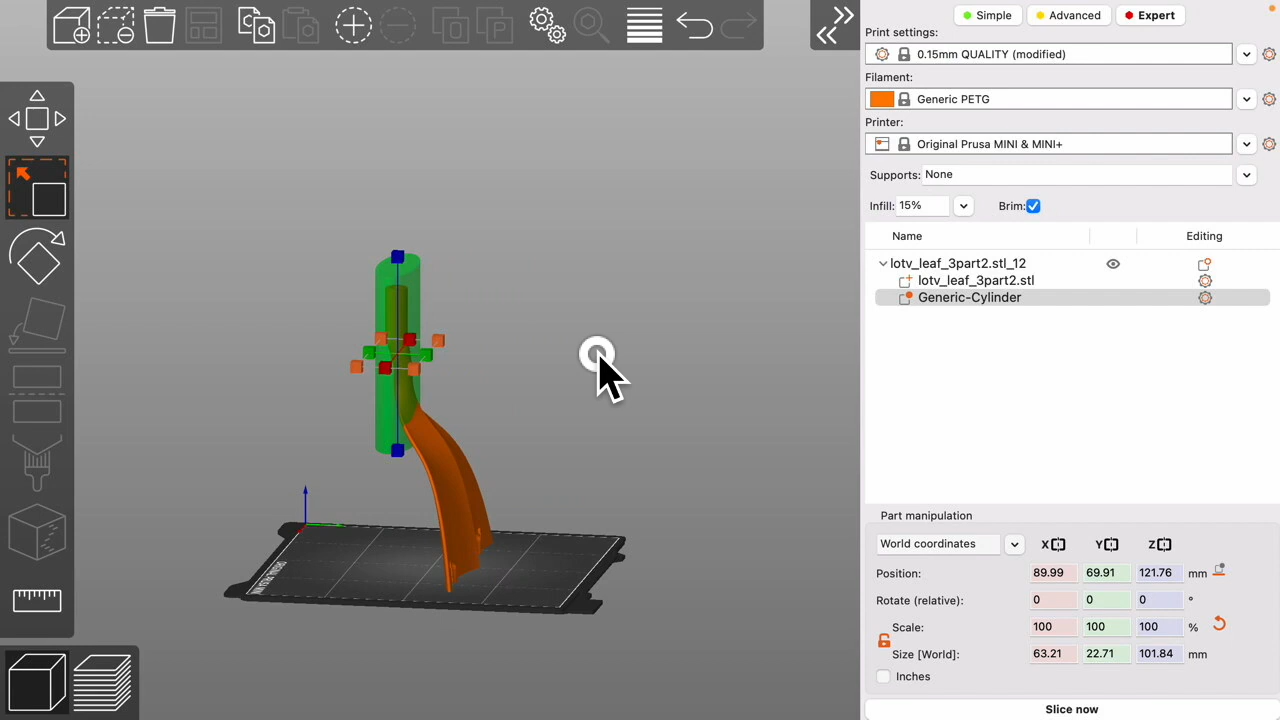 Simple Advanced Expert
Print settings:
0.15mm QUALITY (modified)
Filament:
Generic PETG
Printer:
Original Prusa MINI & MINI+
Supports: None
Infill: 15% Brim:
Name Editing
lotv_leaf_3part2.stl_12
lotv_leaf_3part2.stl
Generic-Cylinder
Part manipulation
World coordinates X Y Z
Position: 89.99 69.91 121.76 mm
Rotate (relative): 0 0 0 °
Scale: 100 100 100 %
Size [World]: 63.21 22.71 101.84 mm
Inches
Slice now